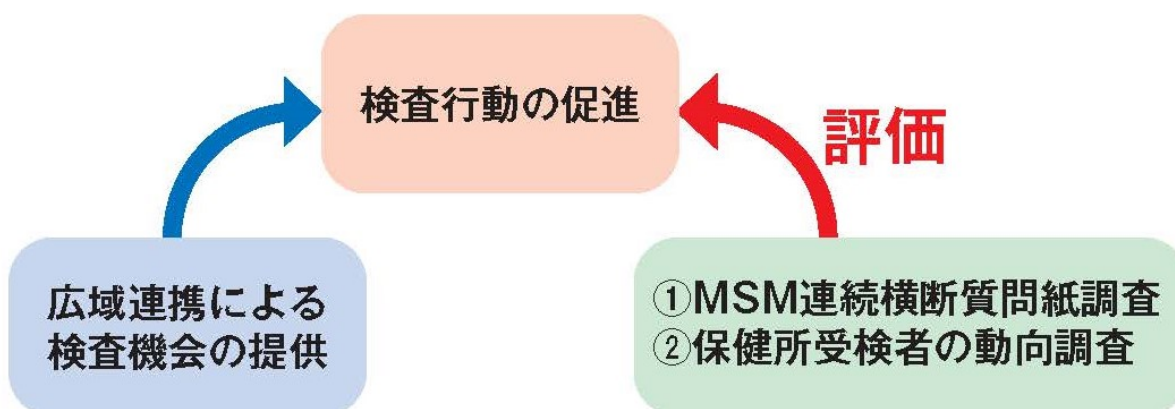 検査行動の促進
評価
広域連携による
検査機会の提供
①MSM連続横断質問紙調査
②保健所受検者の動向調査